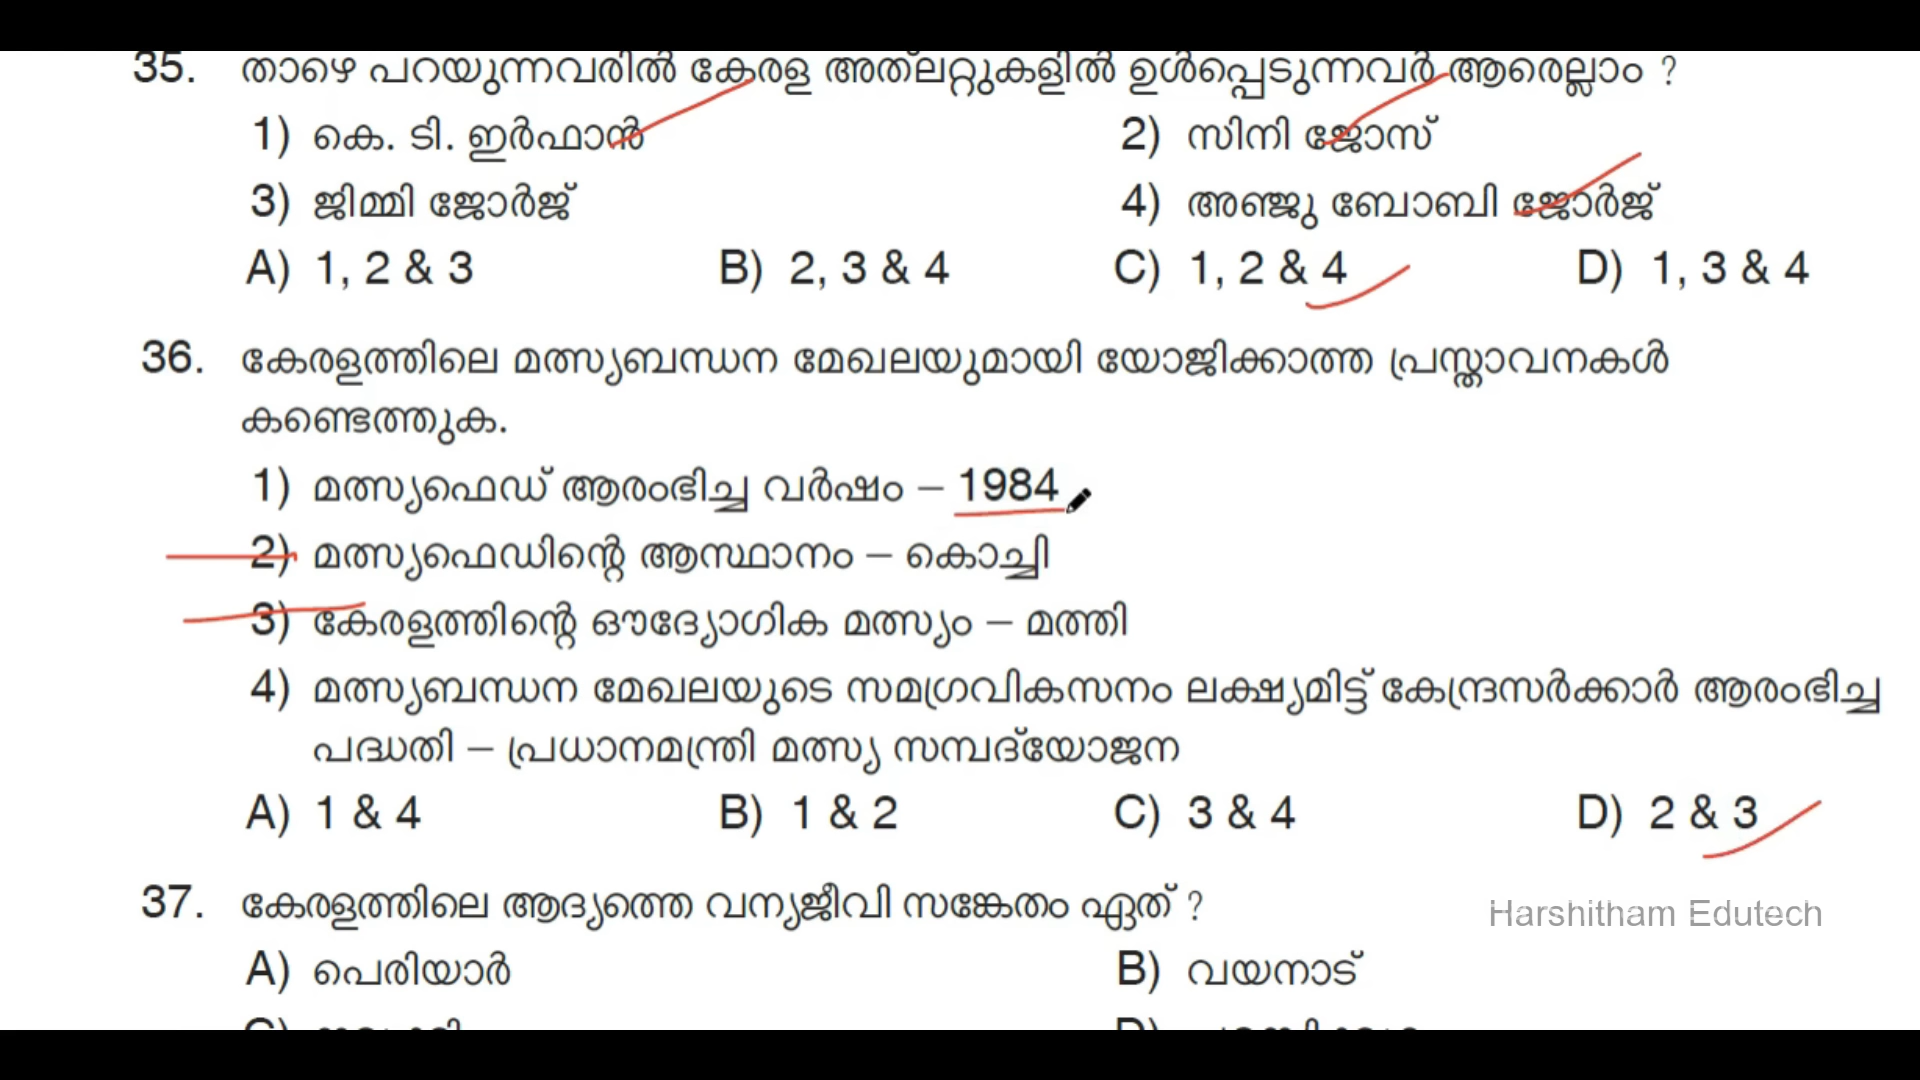 35. താഴെ പറയുന്നവരിൽ കേരള അത്‌ലറ്റുകളിൽ ഉൾപ്പെടുന്നവർ ആരെല്ലാം ?
1) കെ. ടി. ഇർഫാൻ 2) സിനി ജോസ്
3) ജിമ്മി ജോർജ് 4) അഞ്ജു ബോബി ജോർജ്
A) 1, 2 & 3 B) 2, 3 & 4 C) 1, 2 & 4 D) 1, 3 & 4
36. കേരളത്തിലെ മത്സ്യബന്ധന മേഖലയുമായി യോജിക്കാത്ത പ്രസ്താവനകൾ
കണ്ടെത്തുക.
1) മത്സ്യഫെഡ് ആരംഭിച്ച വർഷം – 1984
2) മത്സ്യഫെഡിന്റെ ആസ്ഥാനം – കൊച്ചി
3) കേരളത്തിന്റെ ഔദ്യോഗിക മത്സ്യം – മത്തി
4) മത്സ്യബന്ധന മേഖലയുടെ സമഗ്രവികസനം ലക്ഷ്യമിട്ട് കേന്ദ്രസർക്കാർ ആരംഭിച്ച
പദ്ധതി – പ്രധാനമന്ത്രി മത്സ്യ സമ്പദ്‌യോജന
A) 1 & 4 B) 1 & 2 C) 3 & 4 D) 2 & 3
37. കേരളത്തിലെ ആദ്യത്തെ വന്യജീവി സങ്കേതം ഏത് ?
Harshitham Edutech
A) പെരിയാർ B) വയനാട്